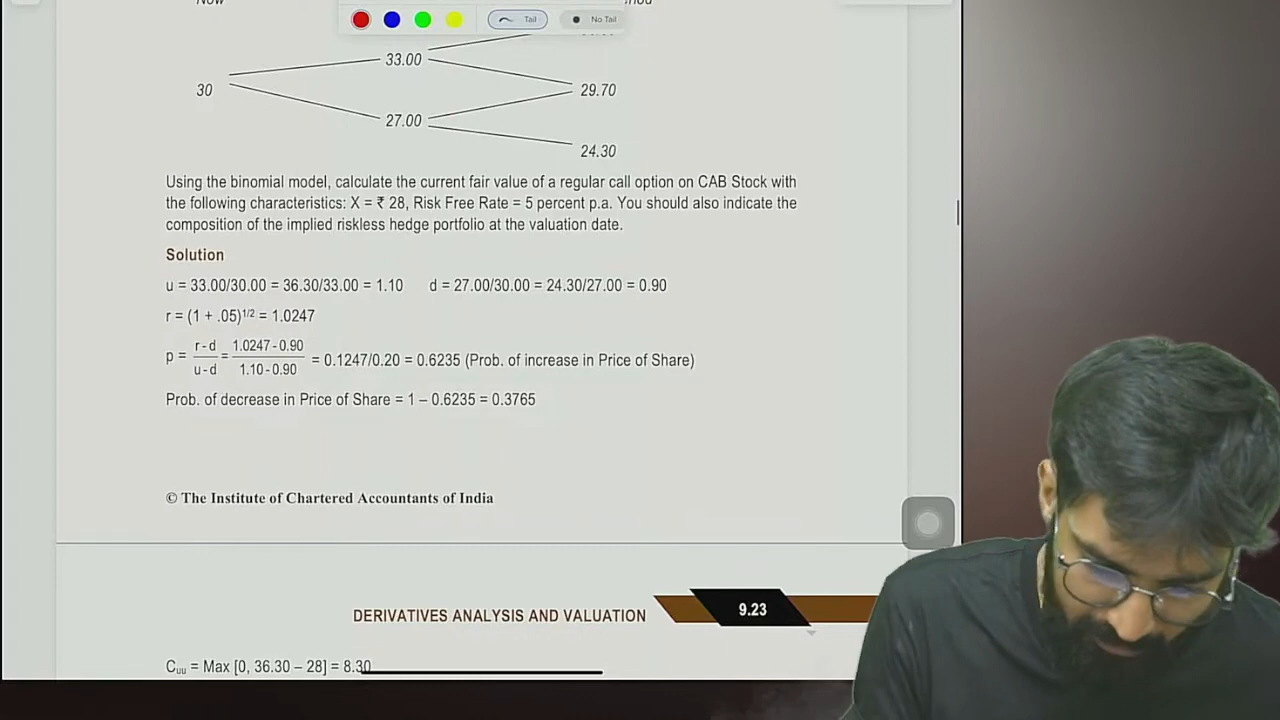 Tail
No Tail
33.00
30
29.70
27.00
24.30
Using the binomial model, calculate the current fair value of a regular call option on CAB Stock with
the following characteristics: X = ₹ 28, Risk Free Rate = 5 percent p.a. You should also indicate the
composition of the implied riskless hedge portfolio at the valuation date.
Solution
u = 33.00/30.00 = 36.30/33.00 = 1.10 d = 27.00/30.00 = 24.30/27.00 = 0.90
r = (1 + .05)1/2 = 1.0247
p = r - d / u - d = 1.0247 - 0.90 / 1.10 - 0.90 = 0.1247/0.20 = 0.6235 (Prob. of increase in Price of Share)
Prob. of decrease in Price of Share = 1 – 0.6235 = 0.3765
© The Institute of Chartered Accountants of India
DERIVATIVES ANALYSIS AND VALUATION 9.23
Cuu = Max [0, 36.30 – 28] = 8.30